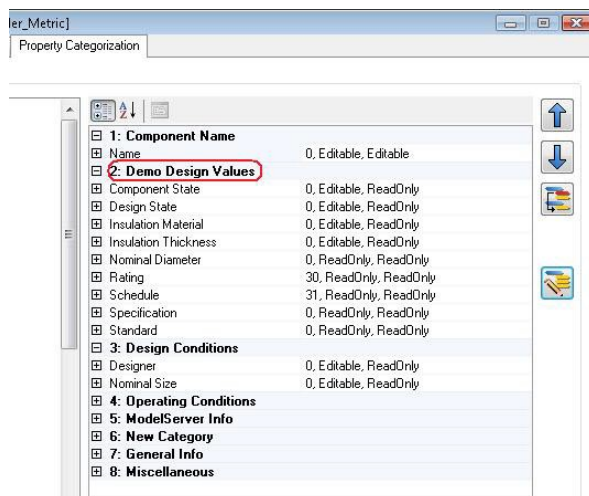 ler_Metric]
Property Categorization
1: Component Name
Name 0, Editable, Editable
2: Demo Design Values
Component State 0, Editable, ReadOnly
Design State 0, Editable, ReadOnly
Insulation Material 0, Editable, ReadOnly
Insulation Thickness 0, Editable, ReadOnly
Nominal Diameter 0, ReadOnly, ReadOnly
Rating 30, ReadOnly, ReadOnly
Schedule 31, ReadOnly, ReadOnly
Specification 0, ReadOnly, ReadOnly
Standard 0, ReadOnly, ReadOnly
3: Design Conditions
Designer 0, Editable, ReadOnly
Nominal Size 0, Editable, ReadOnly
4: Operating Conditions
5: ModelServer Info
6: New Category
7: General Info
8: Miscellaneous